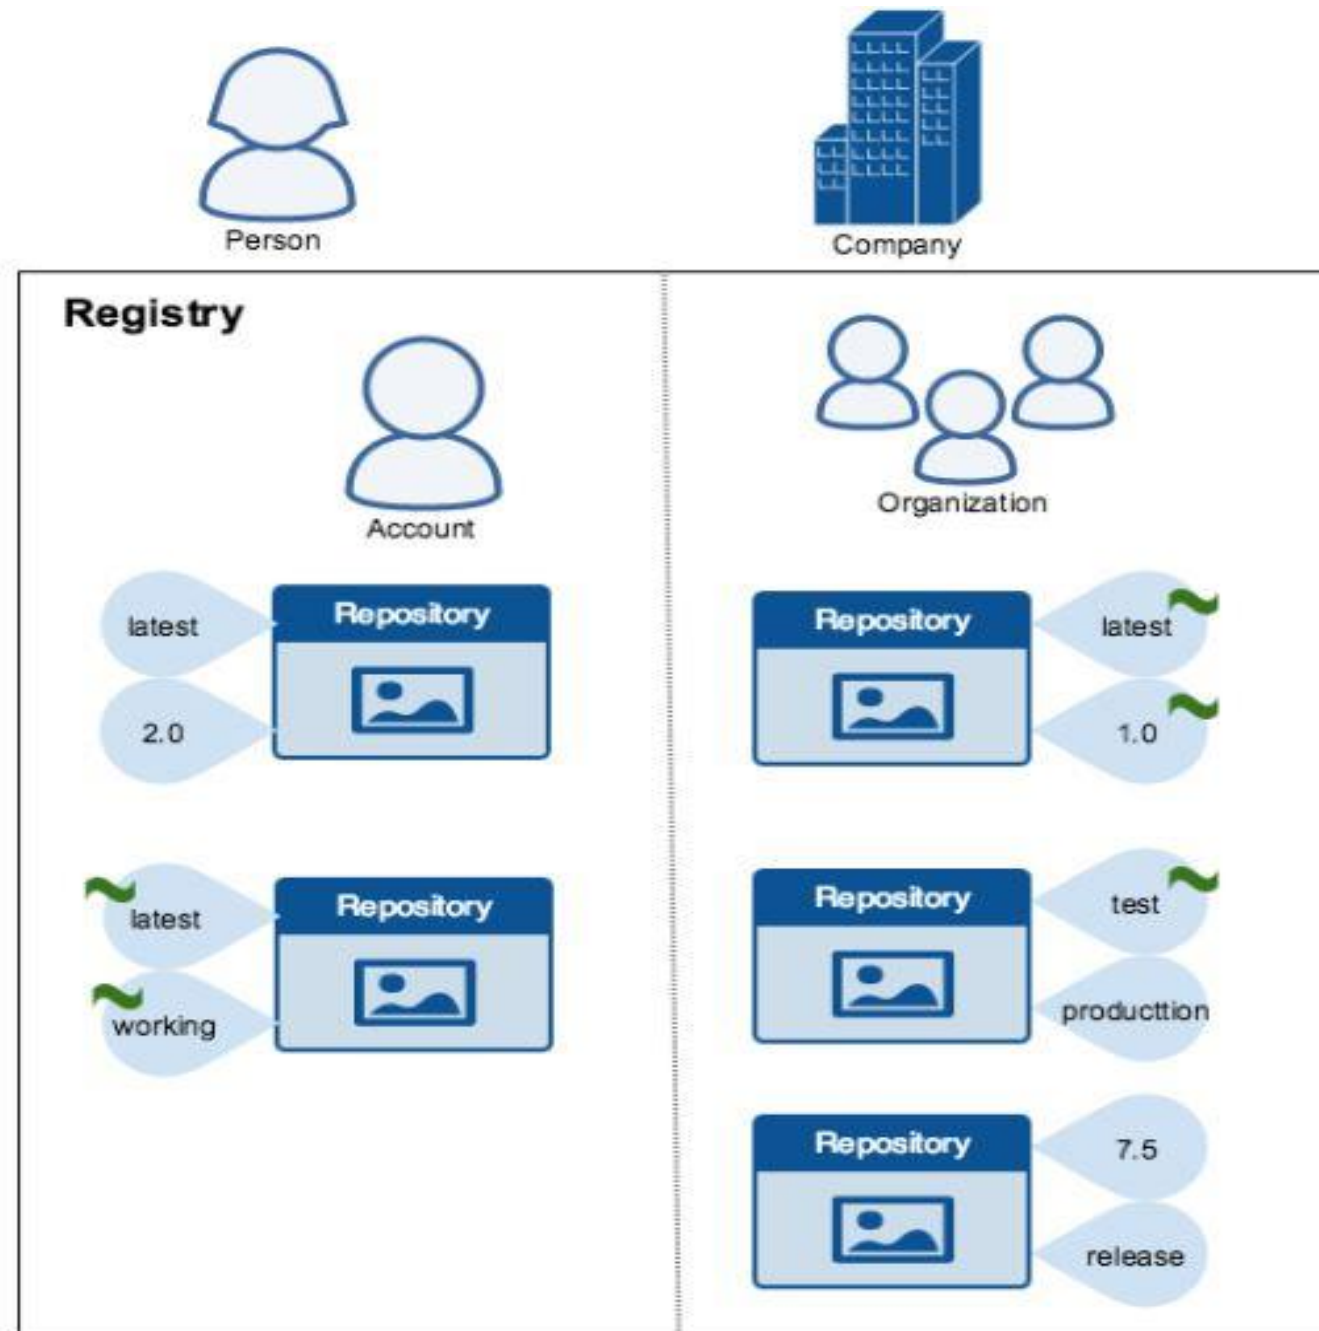 Person
Company
Registry
Account
Organization
latest
Repository
2.0
Repository
latest
1.0
latest
Repository
working
Repository
test
producttion
Repository
7.5
release